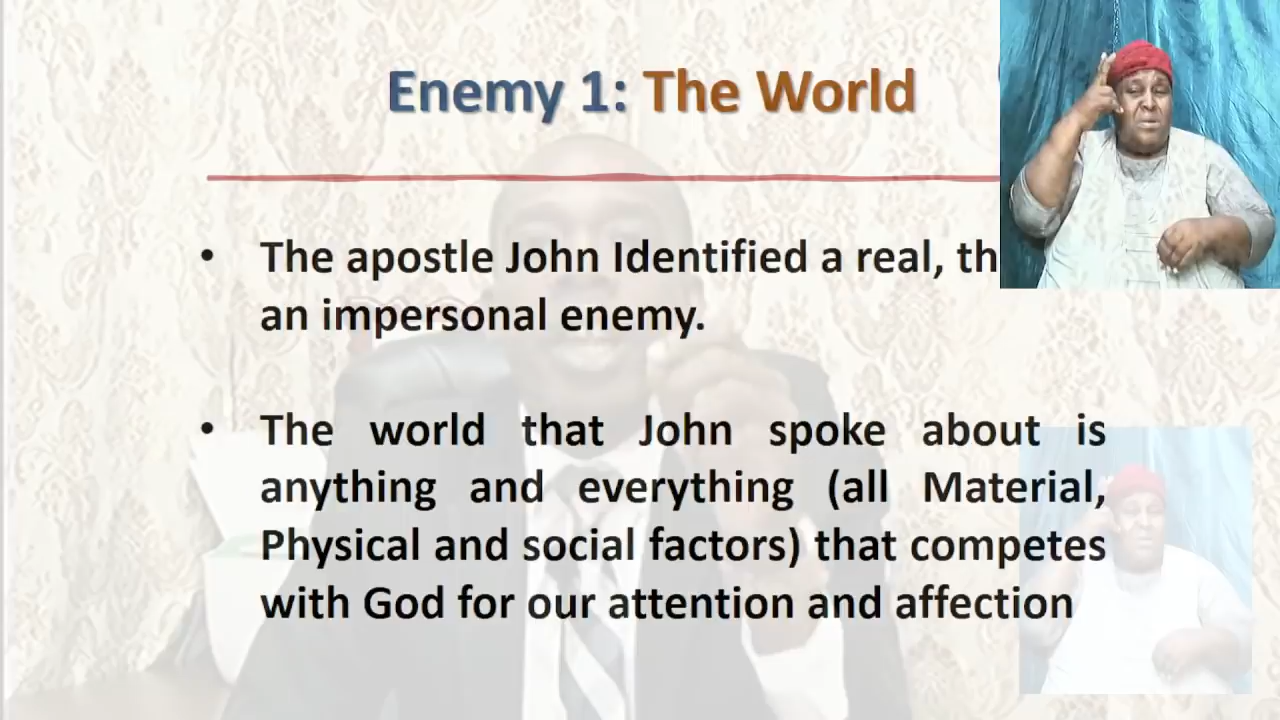 Enemy 1: The World
• The apostle John Identified a real, th
an impersonal enemy.
• The world that John spoke about is
anything and everything (all Material,
Physical and social factors) that competes
with God for our attention and affection